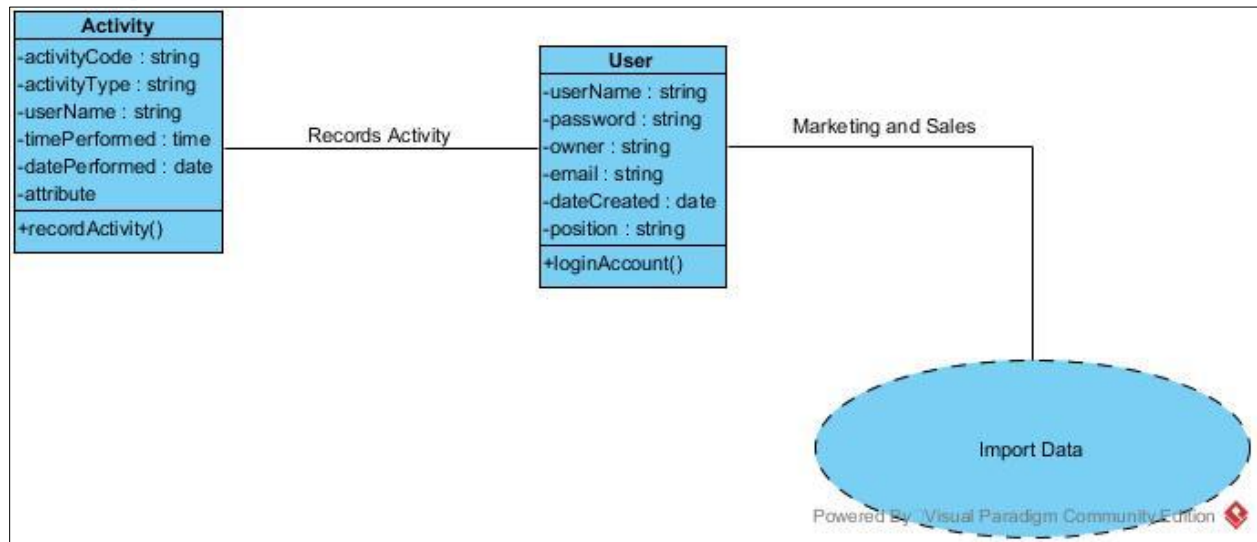 Activity
-activityCode : string
-activityType : string
-userName : string
-timePerformed : time
-datePerformed : date
-attribute
+recordActivity()
Records Activity
User
-userName : string
-password : string
-owner : string
-email : string
-dateCreated : date
-position : string
+loginAccount()
Marketing and Sales
Import Data
Powered By Visual Paradigm Community Edition